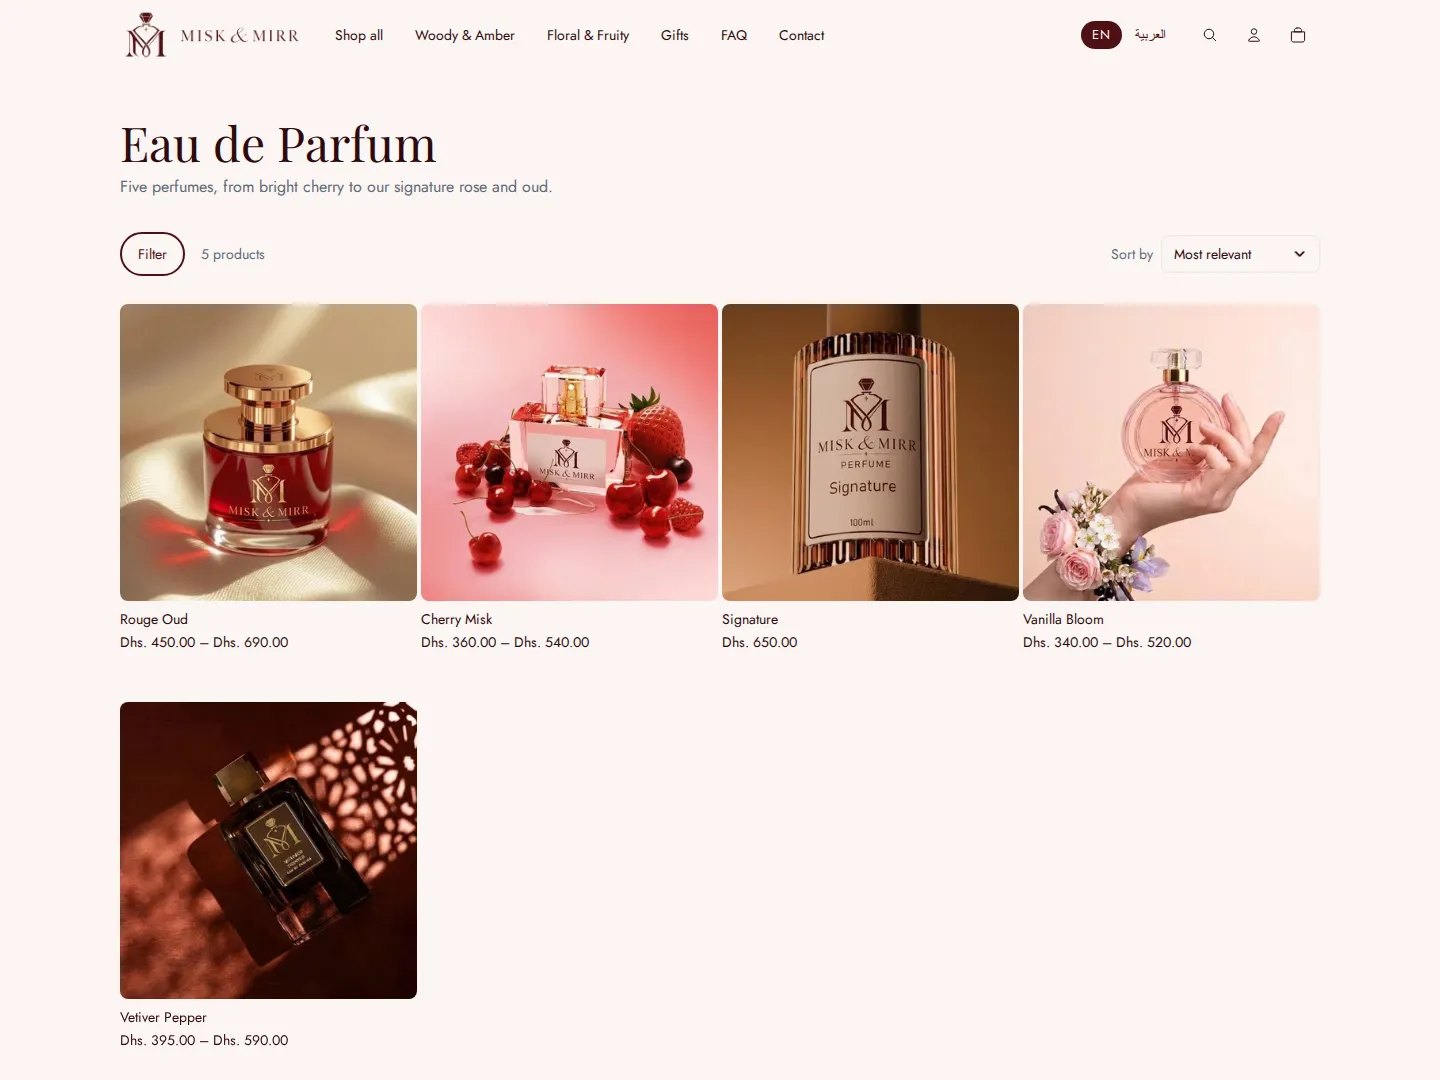 MISK & MIRR
Shop all
Woody & Amber
Floral & Fruity
Gifts
FAQ
Contact
EN
العربية
Eau de Parfum
Five perfumes, from bright cherry to our signature rose and oud.
Filter
5 products
Sort by
Most relevant
MISK & MIRR
MISK & MIRR
MISK & MIRR
PERFUME
Signature
100ml
MISK &
Rouge Oud
Dhs. 450.00 – Dhs. 690.00
Cherry Misk
Dhs. 360.00 – Dhs. 540.00
Signature
Dhs. 650.00
Vanilla Bloom
Dhs. 340.00 – Dhs. 520.00
Vetiver Pepper
Dhs. 395.00 – Dhs. 590.00